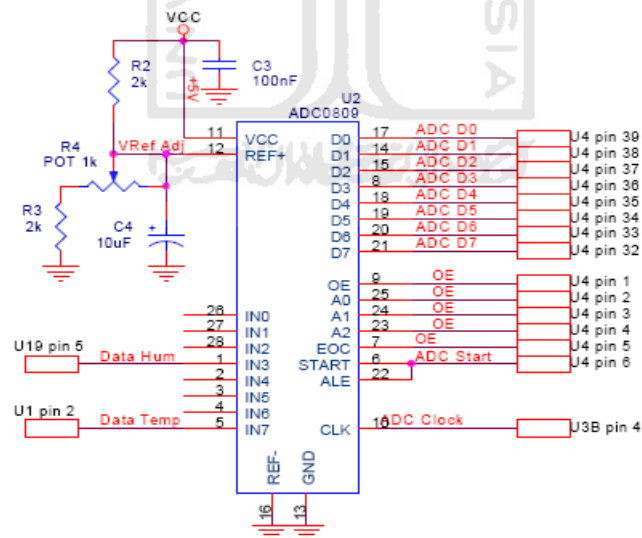 VCC
R2
2k
+5V
C3
100nF
U2
ADC0809
R4
POT 1k
VRef Adj
R3
2k
C4
+
10uF
11 VCC
12 REF+
D0 17 ADC D0 U4 pin 39
D1 14 ADC D1 U4 pin 38
D2 15 ADC D2 U4 pin 37
D3 8 ADC D3 U4 pin 36
D4 18 ADC D4 U4 pin 35
D5 19 ADC D5 U4 pin 34
D6 20 ADC D6 U4 pin 33
D7 21 ADC D7 U4 pin 32
OE 9 OE U4 pin 1
A0 25 OE U4 pin 2
A1 24 OE U4 pin 3
A2 23 OE U4 pin 4
EOC 7 OE U4 pin 5
START 6 ADC Start U4 pin 6
ALE 22
26 IN0
27 IN1
28 IN2
U19 pin 5 Data Hum 1 IN3
2 IN4
3 IN5
4 IN6
U1 pin 2 Data Temp 5 IN7
CLK 10 ADC Clock U3B pin 4
REF-
GND
16
13